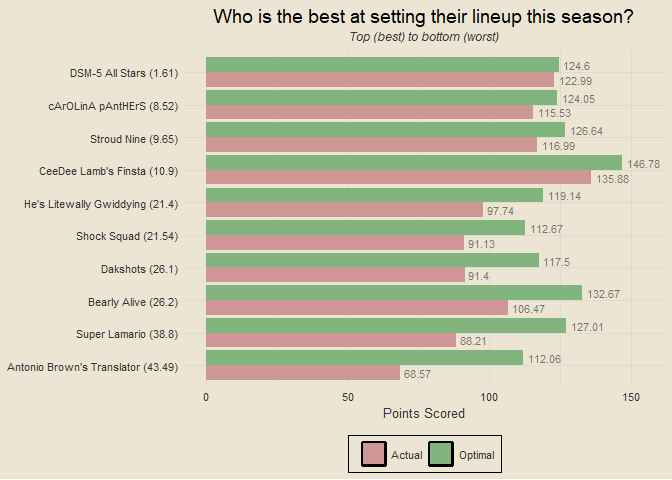 Who is the best at setting their lineup this season?
Top (best) to bottom (worst)
DSM-5 All Stars (1.61)
124.6
122.99
cArOLinA pAntHErS (8.52)
124.05
115.53
Stroud Nine (9.65)
126.64
116.99
CeeDee Lamb's Finsta (10.9)
146.78
135.88
He's Litewally Gwiddying (21.4)
119.14
97.74
Shock Squad (21.54)
112.67
91.13
Dakshots (26.1)
117.5
91.4
Bearly Alive (26.2)
132.67
106.47
Super Lamario (38.8)
127.01
88.21
Antonio Brown's Translator (43.49)
112.06
68.57
0 50 100 150
Points Scored
Actual Optimal